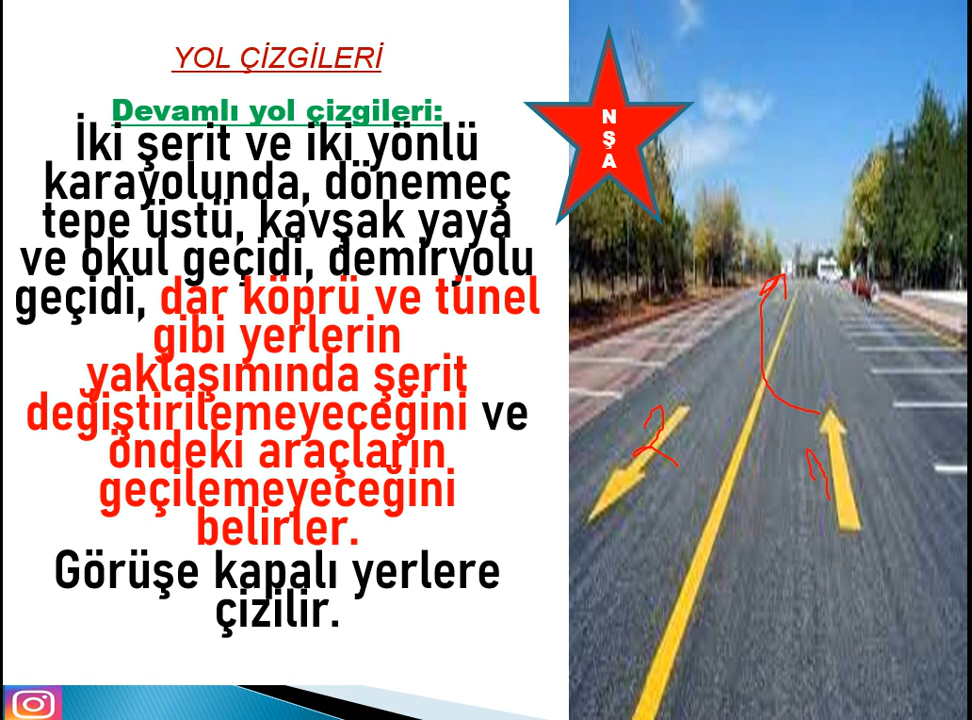 YOL ÇİZGİLERİ
Devamlı yol çizgileri:
İki şerit ve iki yönlü
karayolunda, dönemeç
tepe üstü, kavşak yaya
ve okul geçidi, demiryolu
geçidi, dar köprü ve tünel
gibi yerlerin
yaklaşımında şerit
değiştirilemeyeceğini ve
öndeki araçların
geçilemeyeceğini
belirler.
Görüşe kapalı yerlere
çizilir.
N
Ş
A